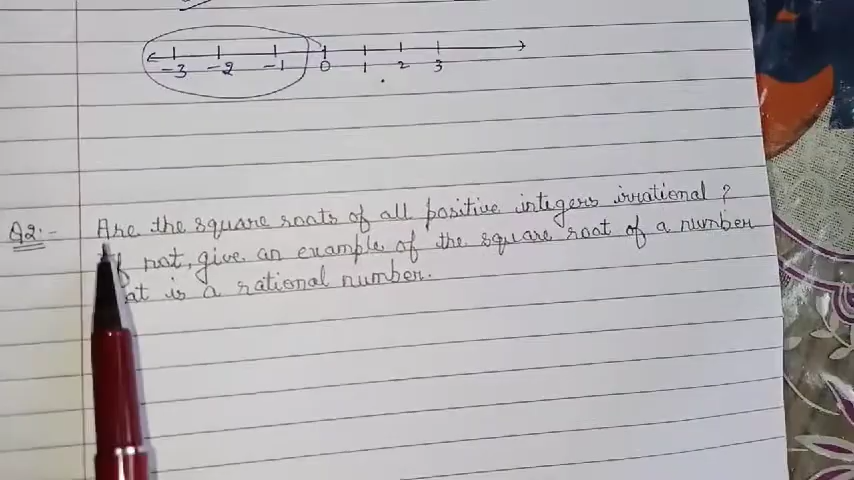 -3 -2 -1 0 1 2 3
Q2:- Are the square roots of all positive integers irrational ?
If not, give an example of the square root of a number
at is a rational number.